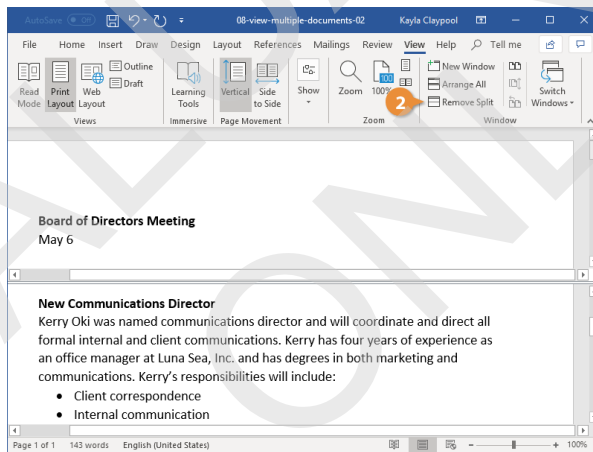 AutoSave Off 08-view-multiple-documents-02 Kayla Claypool
File Home Insert Draw Design Layout References Mailings Review View Help Tell me
Read Mode
Print Layout
Web Layout
Outline
Draft
Views
Learning Tools
Immersive
Vertical
Side to Side
Page Movement
Show
Zoom
100
100%
Zoom
2
New Window
Arrange All
Remove Split
Switch Windows
Window
Board of Directors Meeting
May 6
New Communications Director
Kerry Oki was named communications director and will coordinate and direct all
formal internal and client communications. Kerry has four years of experience as
an office manager at Luna Sea, Inc. and has degrees in both marketing and
communications. Kerry’s responsibilities will include:
• Client correspondence
• Internal communication
Page 1 of 1 143 words English (United States) 100%